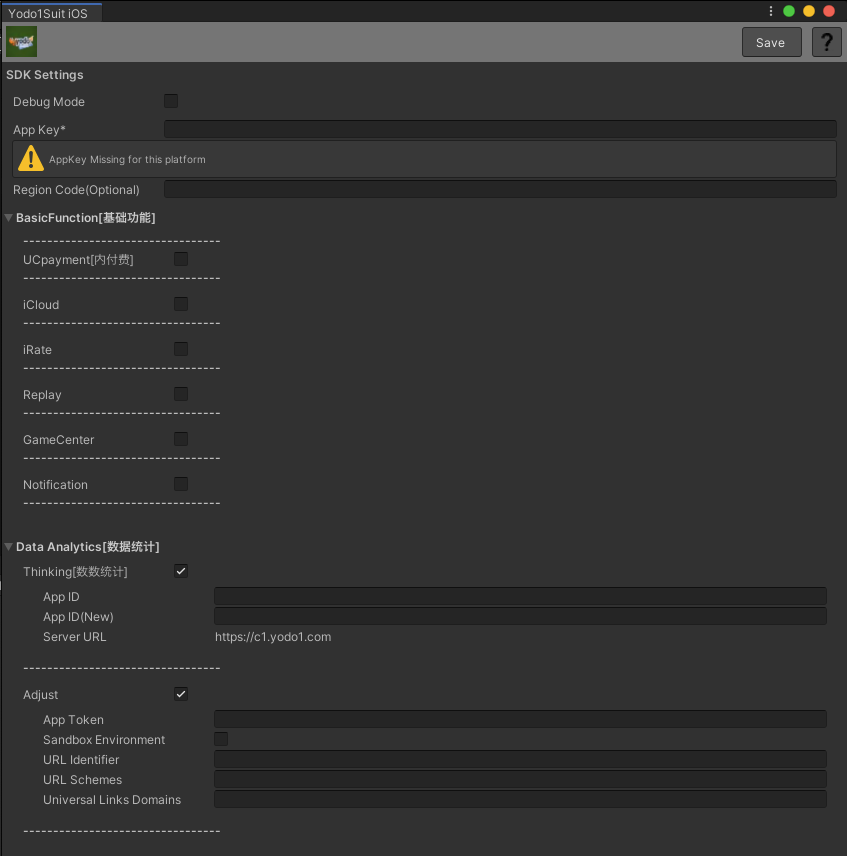 Yodo1Suit iOS
Save ?
SDK Settings
Debug Mode
App Key*
AppKey Missing for this platform
Region Code(Optional)
BasicFunction[基础功能]
---------------------------------
UCpayment[内付费]
---------------------------------
iCloud
---------------------------------
iRate
---------------------------------
Replay
---------------------------------
GameCenter
---------------------------------
Notification
---------------------------------
Data Analytics[数据统计]
Thinking[数数统计]
App ID
App ID(New)
Server URL https://c1.yodo1.com
---------------------------------
Adjust
App Token
Sandbox Environment
URL Identifier
URL Schemes
Universal Links Domains
---------------------------------